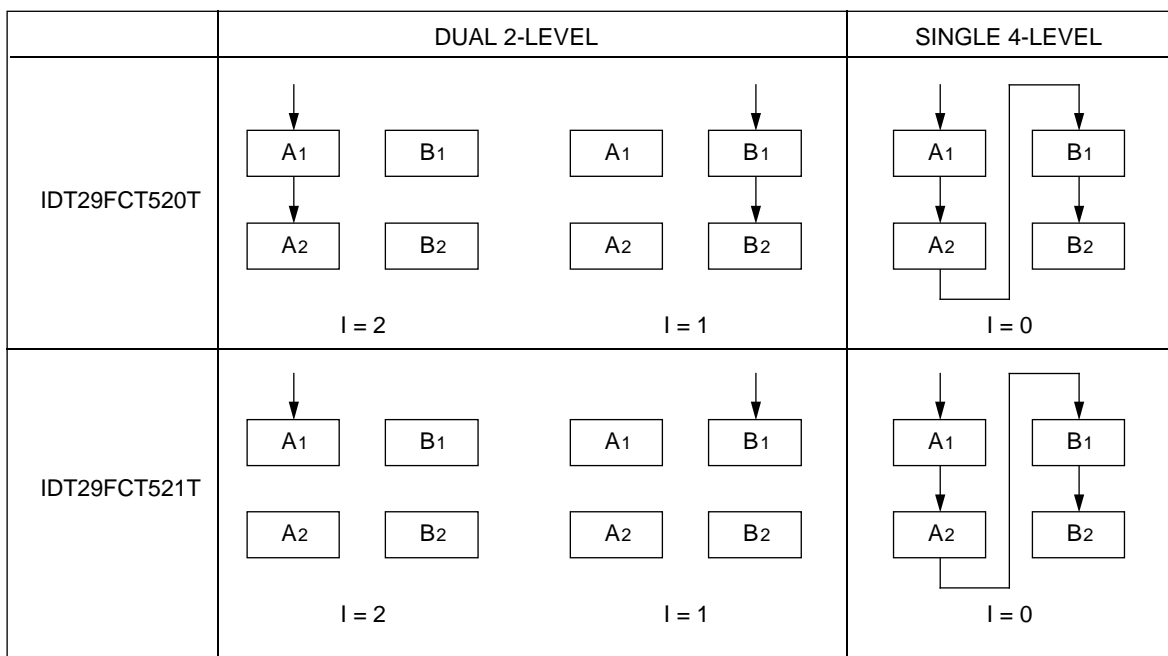 DUAL 2-LEVEL SINGLE 4-LEVEL
A1 B1 A1 B1 A1 B1
IDT29FCT520T
A2 B2 A2 B2 A2 B2
I = 2 I = 1 I = 0
A1 B1 A1 B1 A1 B1
IDT29FCT521T
A2 B2 A2 B2 A2 B2
I = 2 I = 1 I = 0